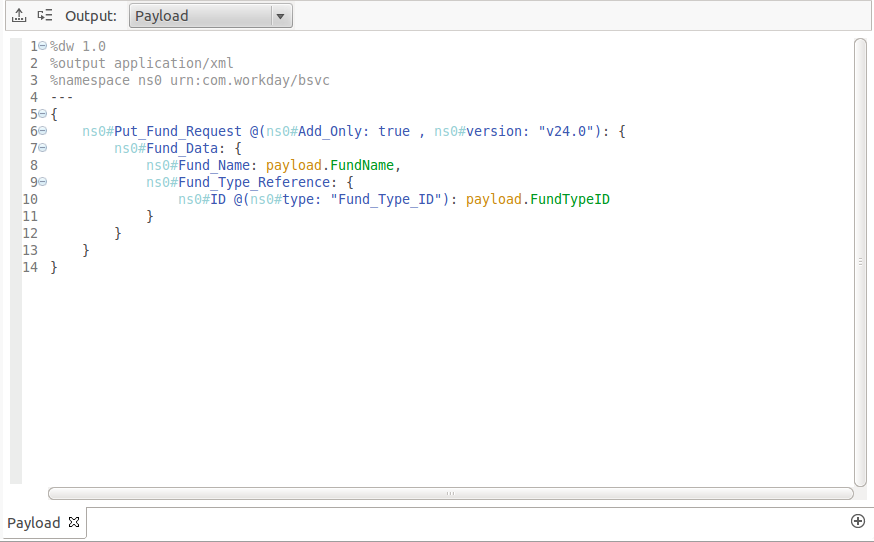 Output: Payload
1 %dw 1.0
2 %output application/xml
3 %namespace ns0 urn:com.workday/bsvc
4 ---
5 {
6     ns0#Put_Fund_Request @(ns0#Add_Only: true , ns0#version: "v24.0"): {
7         ns0#Fund_Data: {
8             ns0#Fund_Name: payload.FundName,
9             ns0#Fund_Type_Reference: {
10                 ns0#ID @(ns0#type: "Fund_Type_ID"): payload.FundTypeID
11             }
12         }
13     }
14 }
Payload